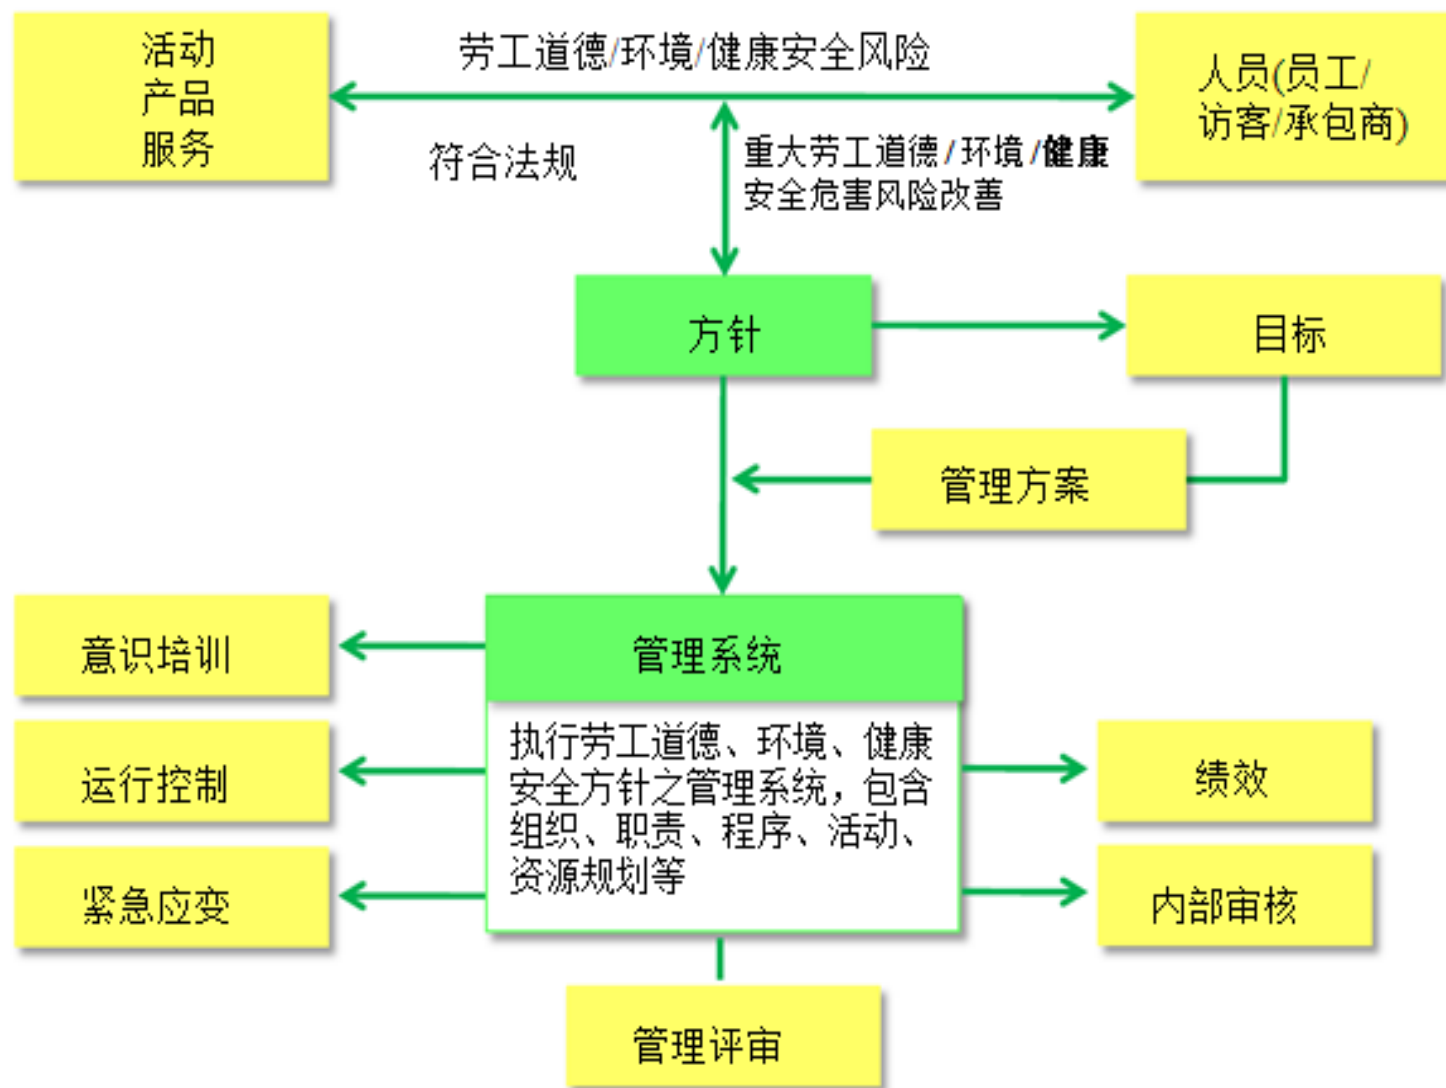 活动
产品
服务
劳工道德/环境/健康安全风险
人员(员工/
访客/承包商)
符合法规
重大劳工道德/环境/健康
安全危害风险改善
方针
目标
管理方案
意识培训
管理系统
运行控制
执行劳工道德、环境、健康
安全方针之管理系统，包含
组织、职责、程序、活动、
资源规划等
绩效
紧急应变
内部审核
管理评审